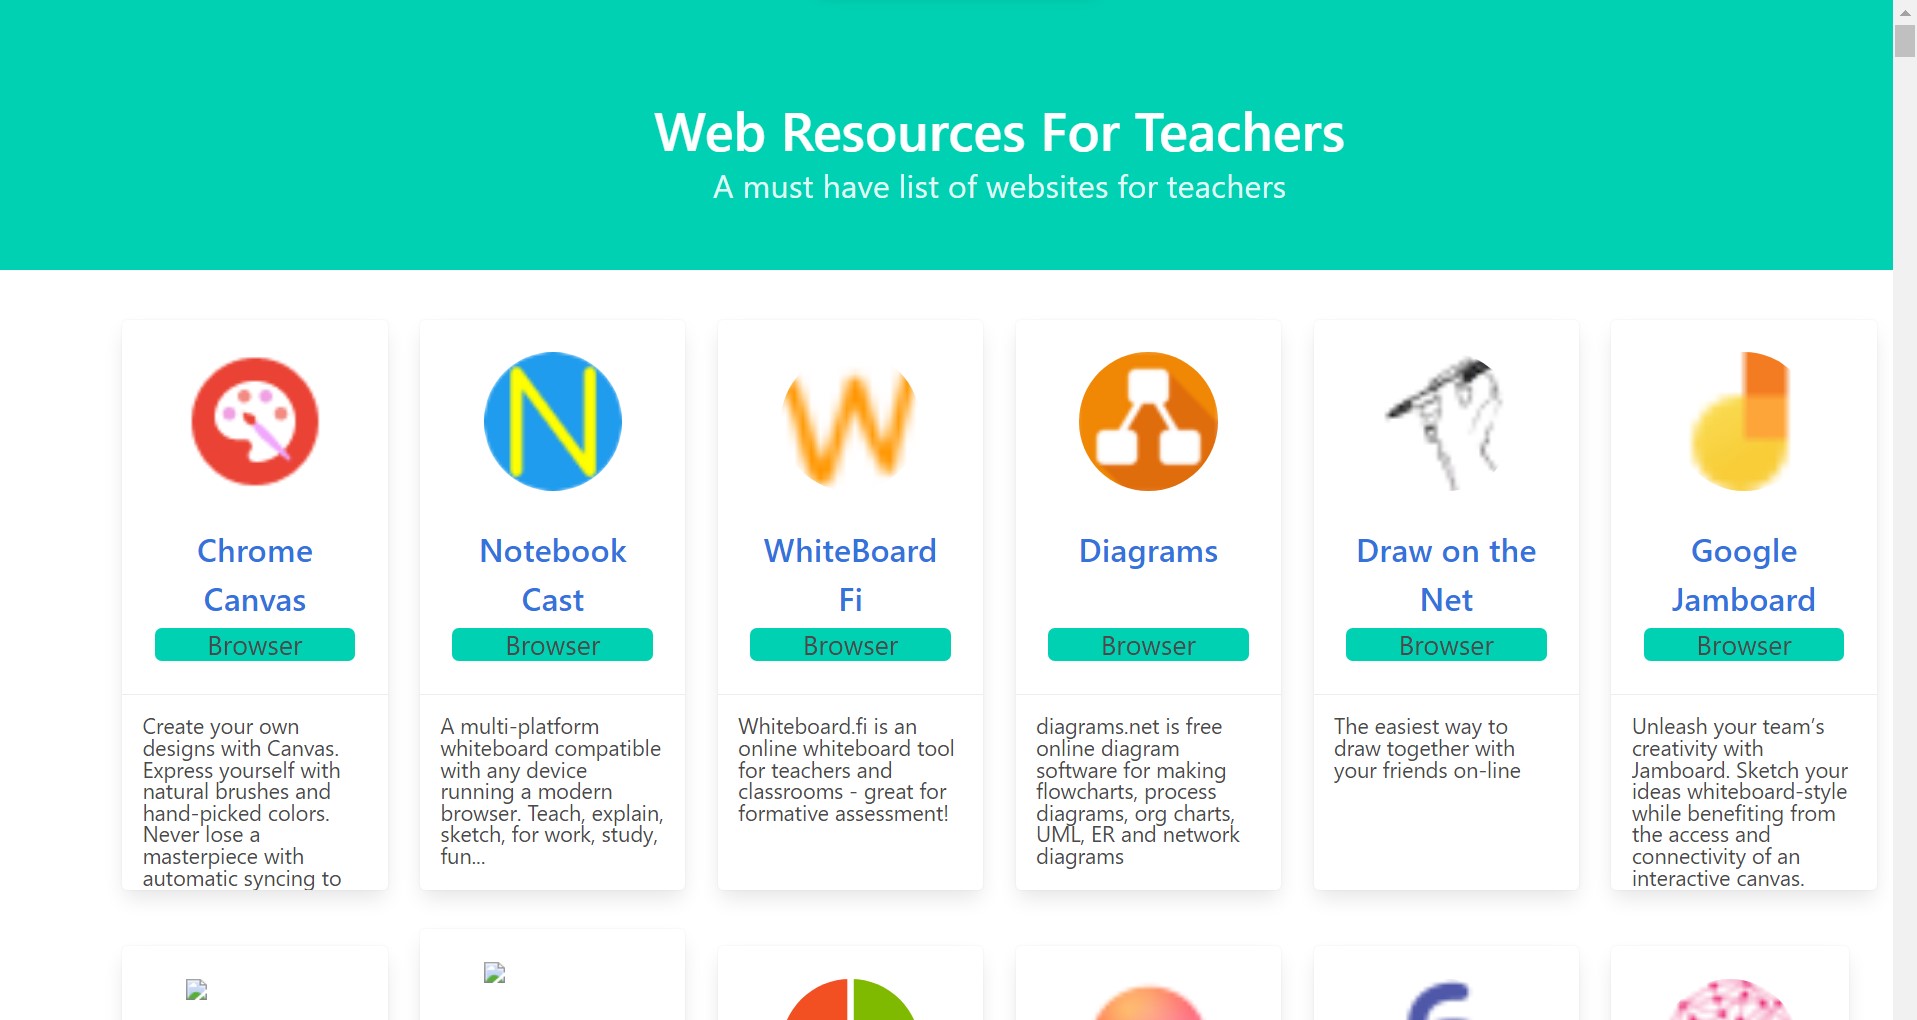 Web Resources For Teachers
A must have list of websites for teachers
Chrome
Canvas
Browser
Create your own
designs with Canvas.
Express yourself with
natural brushes and
hand-picked colors.
Never lose a
masterpiece with
automatic syncing to
N
Notebook
Cast
Browser
A multi-platform
whiteboard compatible
with any device
running a modern
browser. Teach, explain,
sketch, for work, study,
fun...
W
WhiteBoard
Fi
Browser
Whiteboard.fi is an
online whiteboard tool
for teachers and
classrooms - great for
formative assessment!
Diagrams
Browser
diagrams.net is free
online diagram
software for making
flowcharts, process
diagrams, org charts,
UML, ER and network
diagrams
Draw on the
Net
Browser
The easiest way to
draw together with
your friends on-line
Google
Jamboard
Browser
Unleash your team’s
creativity with
Jamboard. Sketch your
ideas whiteboard-style
while benefiting from
the access and
connectivity of an
interactive canvas.